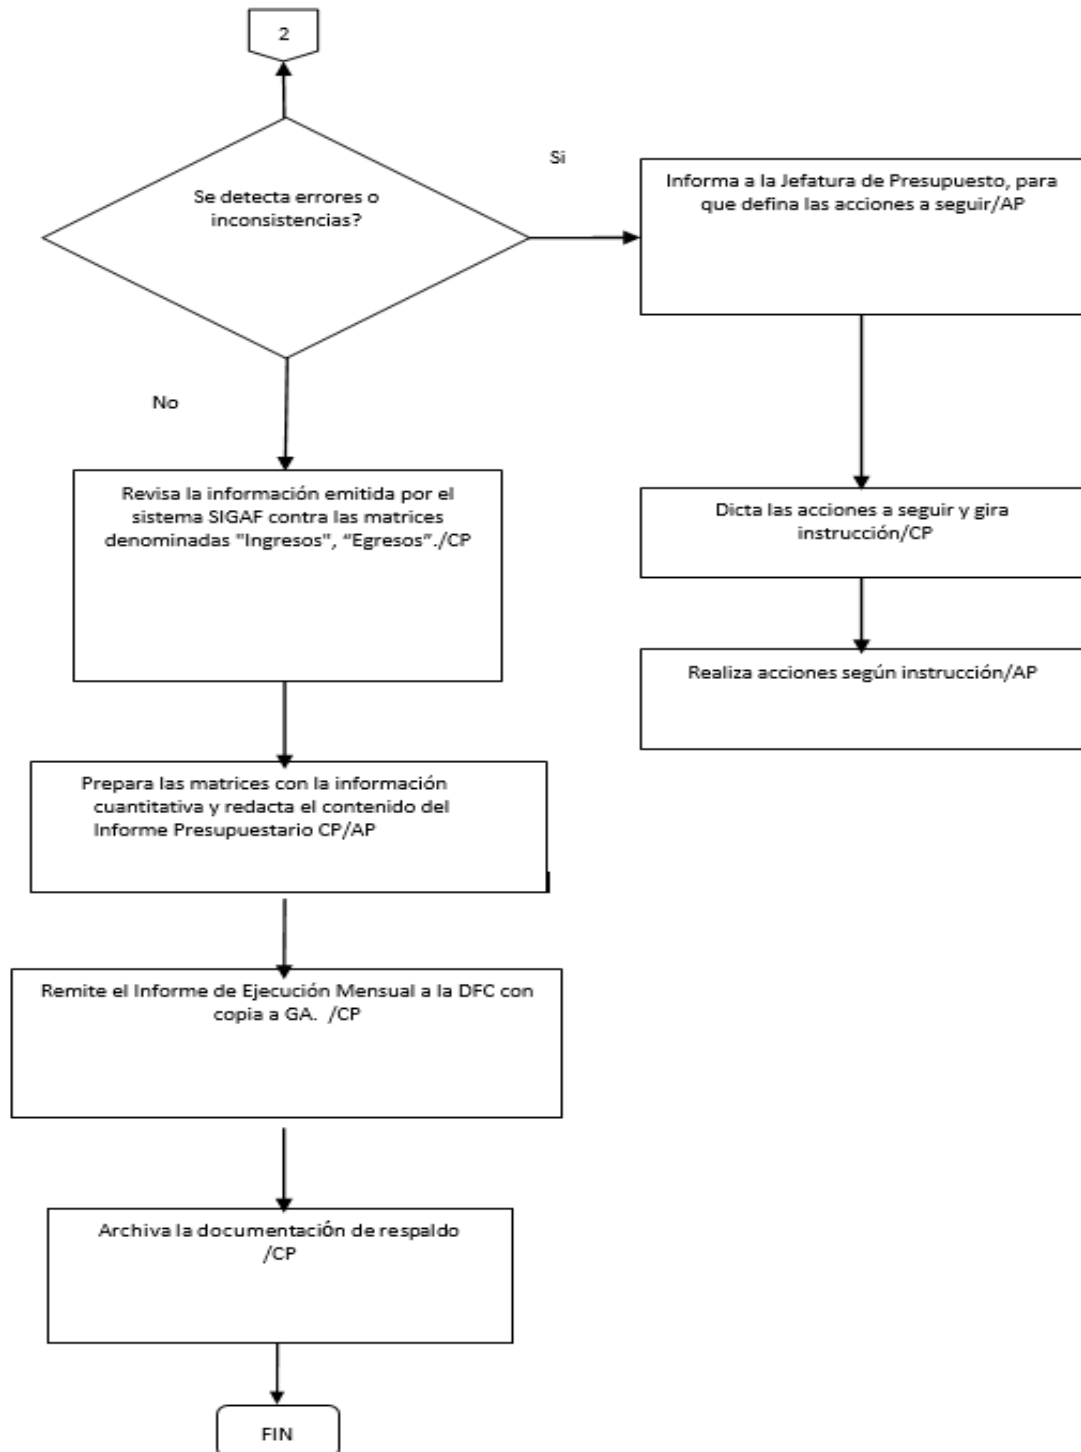 2
Se detecta errores o
inconsistencias?
Si
Informa a la Jefatura de Presupuesto, para
que defina las acciones a seguir/AP
No
Revisa la información emitida por el
sistema SIGAF contra las matrices
denominadas "Ingresos", “Egresos”./CP
Dicta las acciones a seguir y gira
instrucción/CP
Realiza acciones según instrucción/AP
Prepara las matrices con la información
cuantitativa y redacta el contenido del
Informe Presupuestario CP/AP
Remite el Informe de Ejecución Mensual a la DFC con
copia a GA. /CP
Archiva la documentación de respaldo
/CP
FIN